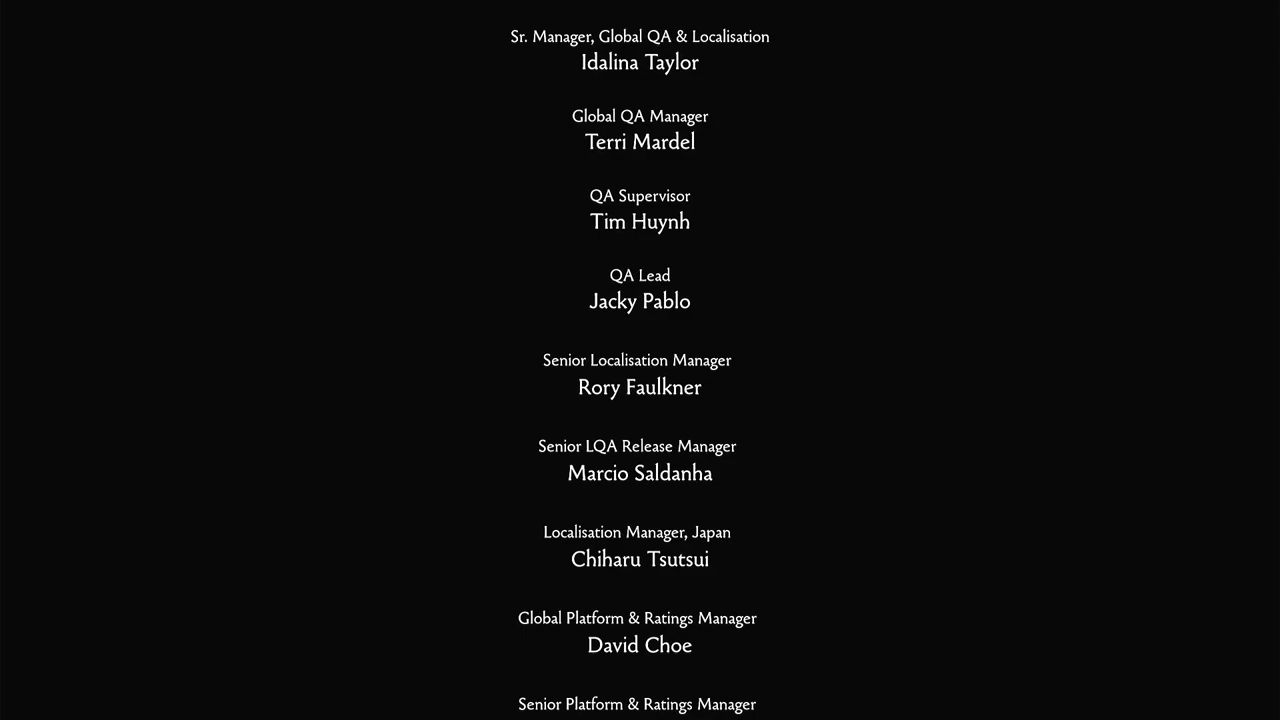 Sr. Manager, Global QA & Localisation
Idalina Taylor
Global QA Manager
Terri Mardel
QA Supervisor
Tim Huynh
QA Lead
Jacky Pablo
Senior Localisation Manager
Rory Faulkner
Senior LQA Release Manager
Marcio Saldanha
Localisation Manager, Japan
Chiharu Tsutsui
Global Platform & Ratings Manager
David Choe
Senior Platform & Ratings Manager